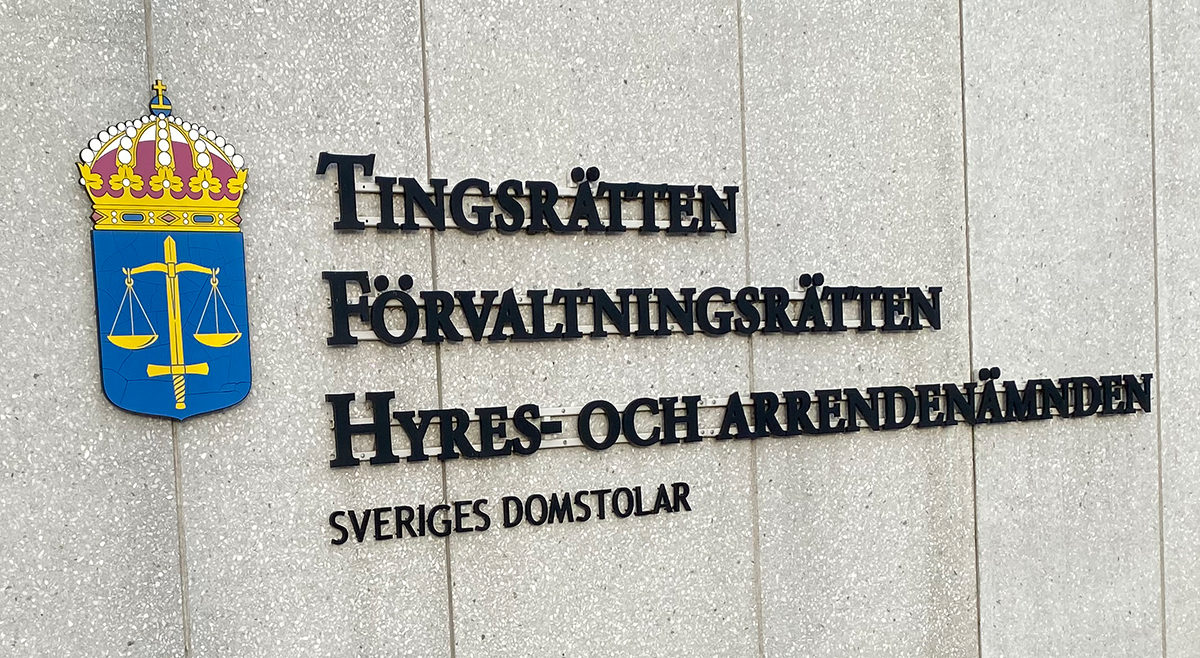 TINGSRÄTTEN
FÖRVALTNINGSRÄTTEN
HYRES- OCH ARRENDENÄMNDEN
SVERIGES DOMSTOLAR